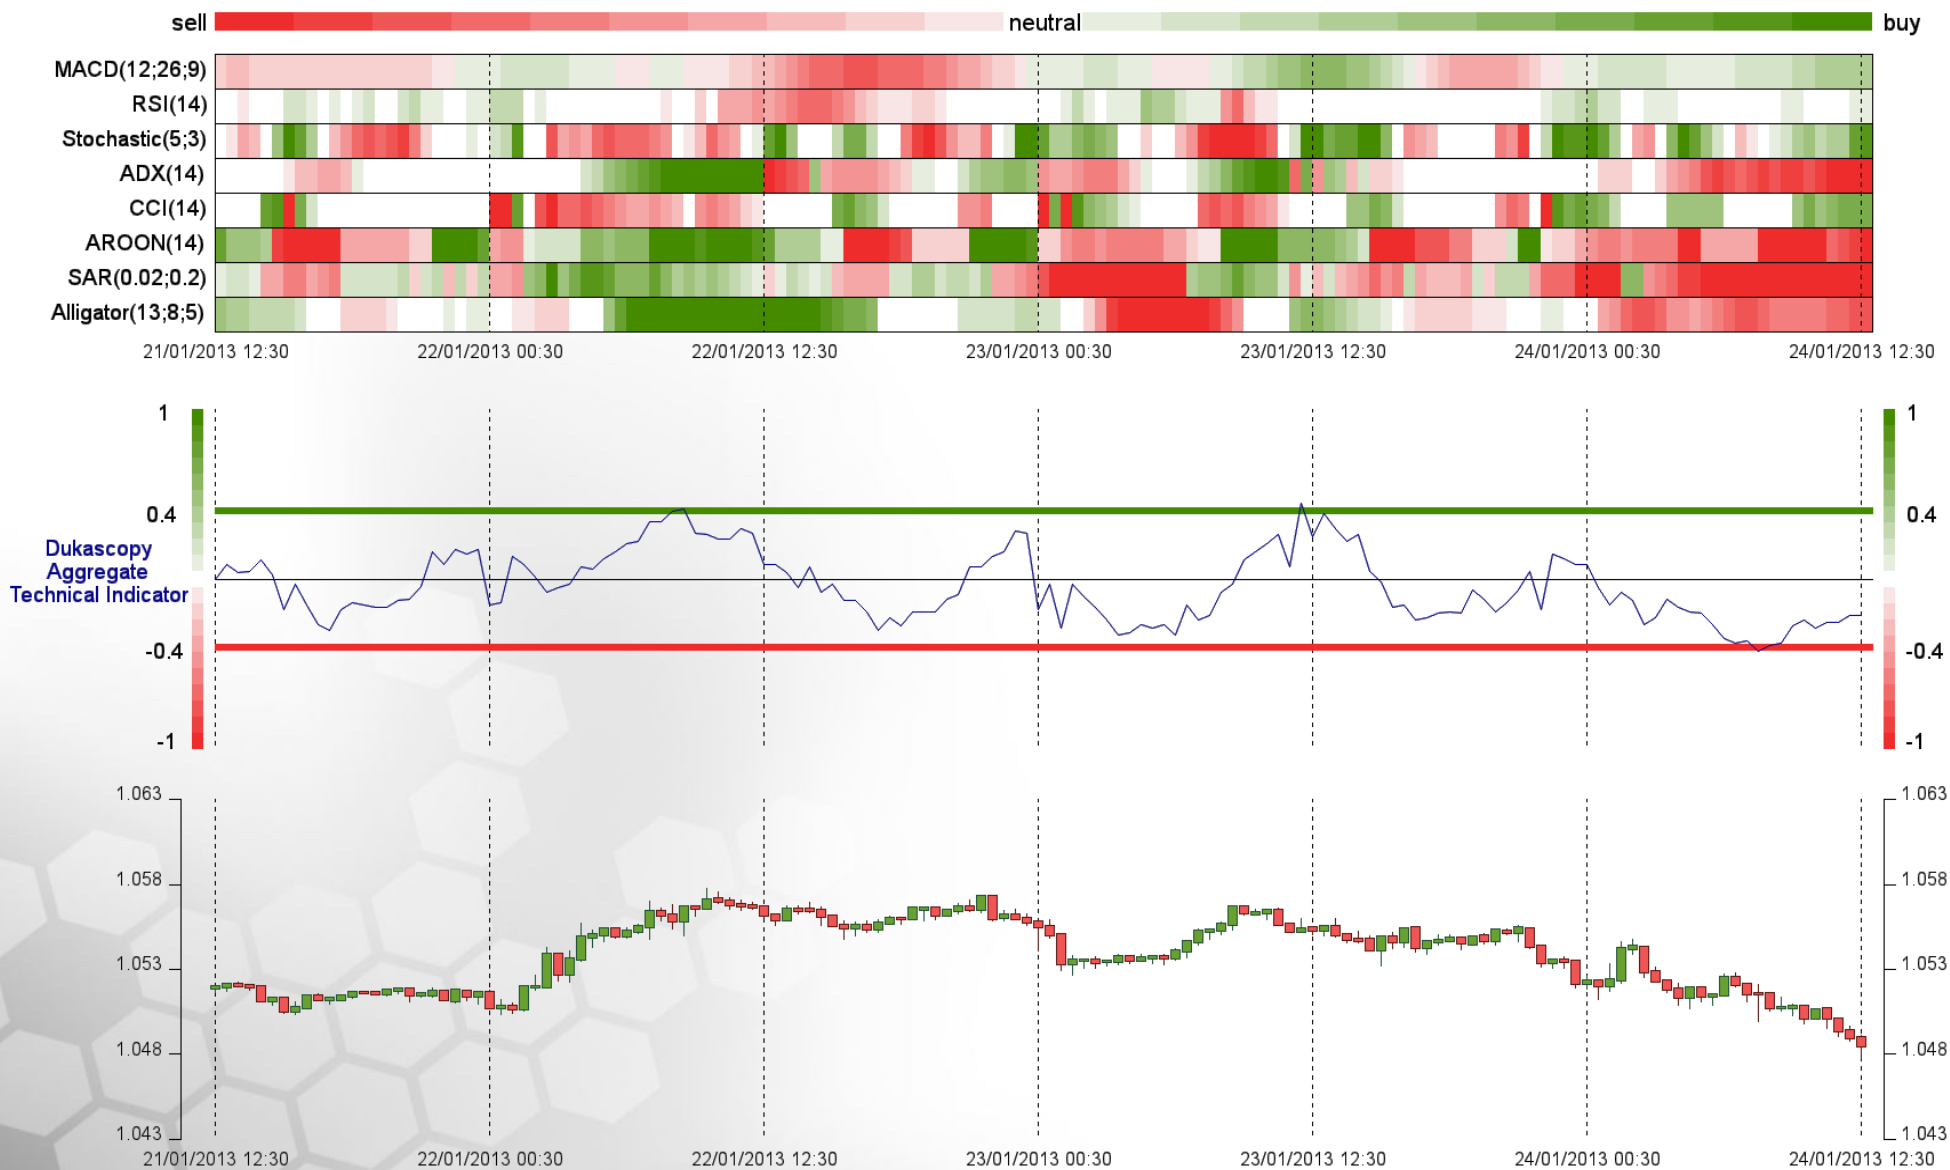 sell neutral buy
MACD(12;26;9)
RSI(14)
Stochastic(5;3)
ADX(14)
CCI(14)
AROON(14)
SAR(0.02;0.2)
Alligator(13;8;5)
21/01/2013 12:30 22/01/2013 00:30 22/01/2013 12:30 23/01/2013 00:30 23/01/2013 12:30 24/01/2013 00:30 24/01/2013 12:30
1 1
0.4 0.4
Dukascopy
Aggregate
Technical Indicator
-0.4 -0.4
-1 -1
1.063 1.063
1.058 1.058
1.053 1.053
1.048 1.048
1.043 1.043
21/01/2013 12:30 22/01/2013 00:30 22/01/2013 12:30 23/01/2013 00:30 23/01/2013 12:30 24/01/2013 00:30 24/01/2013 12:30